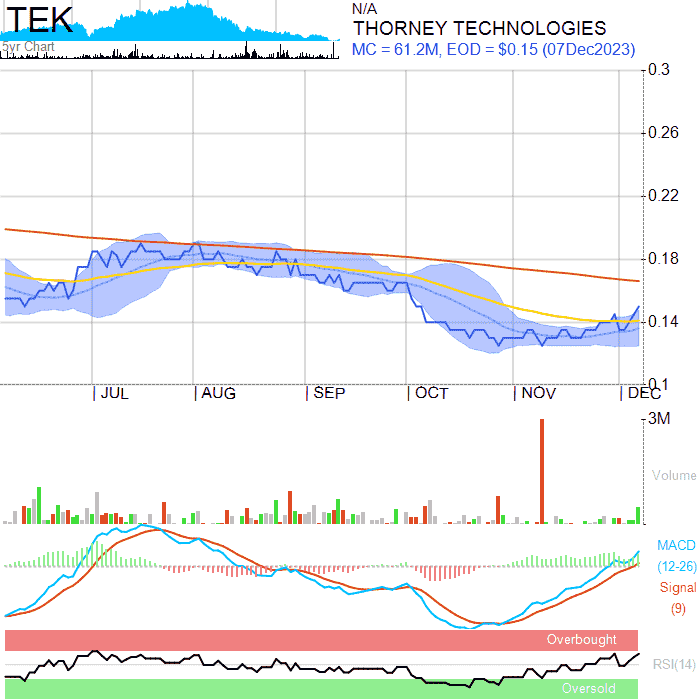 TEK
5yr Chart
N/A
THORNEY TECHNOLOGIES
MC = 61.2M, EOD = $0.15 (07Dec2023)
0.3
0.26
0.22
0.18
0.14
0.1
JUL AUG SEP OCT NOV DEC
3M
Volume
MACD
(12-26)
Signal
(9)
Overbought
RSI(14)
Oversold